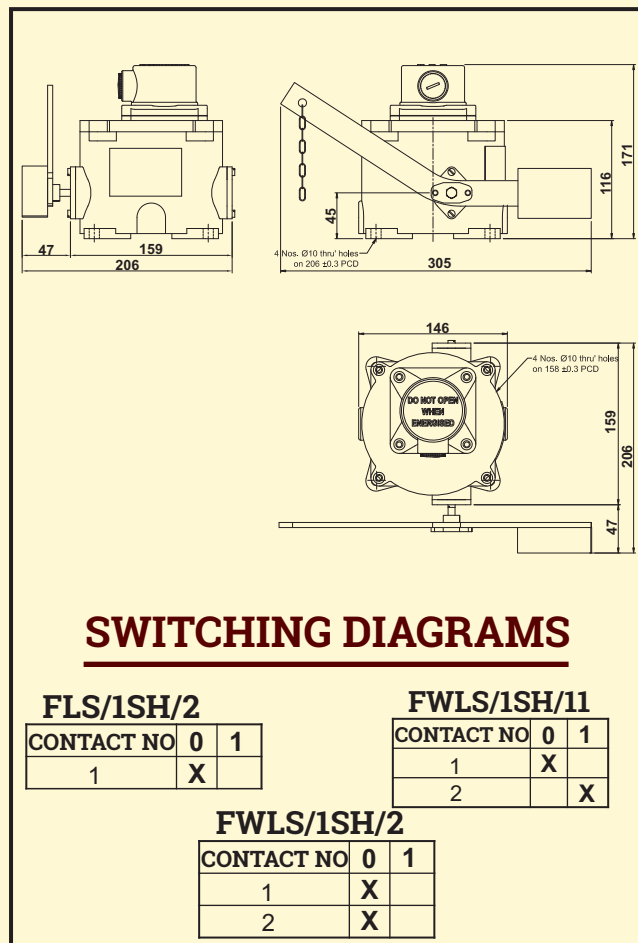 171
116
45
47
159
206
4 Nos. Ø10 thru' holes
on 206 ±0.3 PCD
305
146
4 Nos. Ø10 thru' holes
on 158 ±0.3 PCD
DO NOT OPEN
WHEN
ENERGISED
159
206
47
SWITCHING DIAGRAMS
FLS/1SH/2
CONTACT NO 0 1
1 X
FWLS/1SH/11
CONTACT NO 0 1
1 X
2 X
FWLS/1SH/2
CONTACT NO 0 1
1 X
2 X